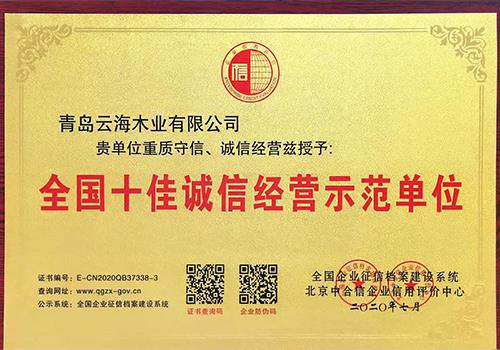 信
青岛云海木业有限公司
贵单位重质守信、诚信经营兹授予:
全国十佳诚信经营示范单位
证书编号: E-CN2020QB37338-3
查询网址: www.qgzx-gov.cn
公示系统: 全国企业征信档案建设系统
证书查询码
企业防伪码
全国企业征信档案建设系统
北京中合信企业信用评价中心
二〇二〇年七月